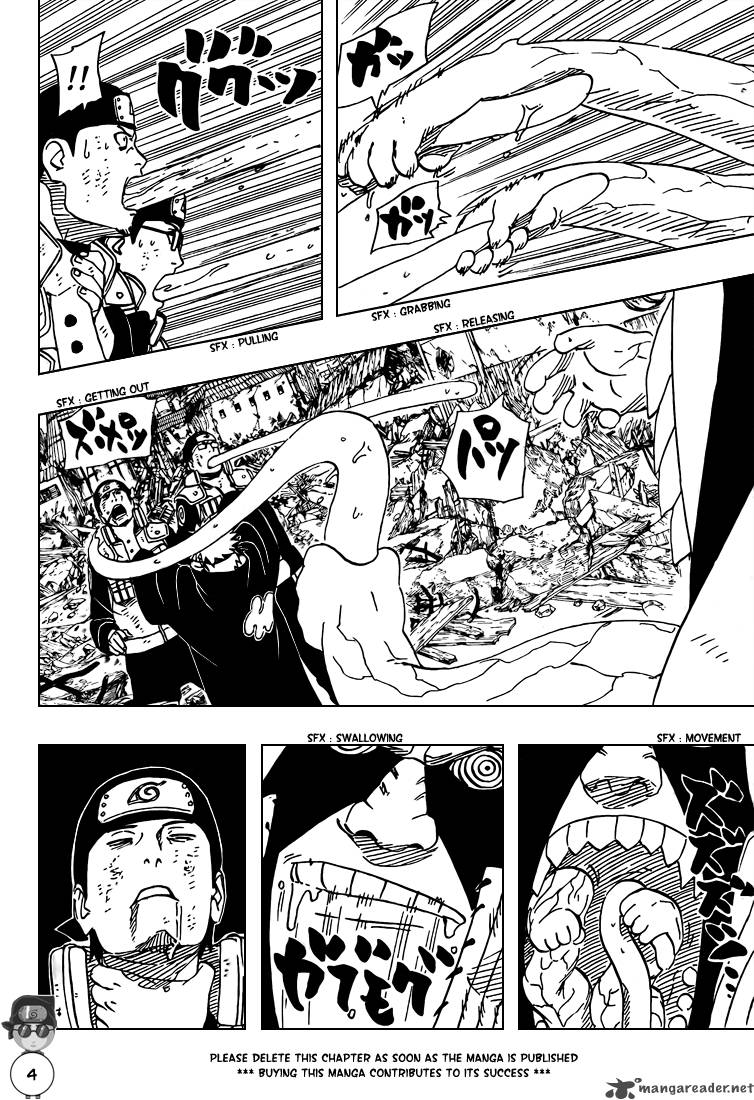 ガッ
!!
ググッ
ガッ
SFX : GRABBING
SFX : PULLING
SFX : RELEASING
SFX : GETTING OUT
ズボッ
パッ
SFX : SWALLOWING
SFX : MOVEMENT
PLEASE DELETE THIS CHAPTER AS SOON AS THE MANGA IS PUBLISHED
*** BUYING THIS MANGA CONTRIBUTES TO ITS SUCCESS ***
4
mangareader.net